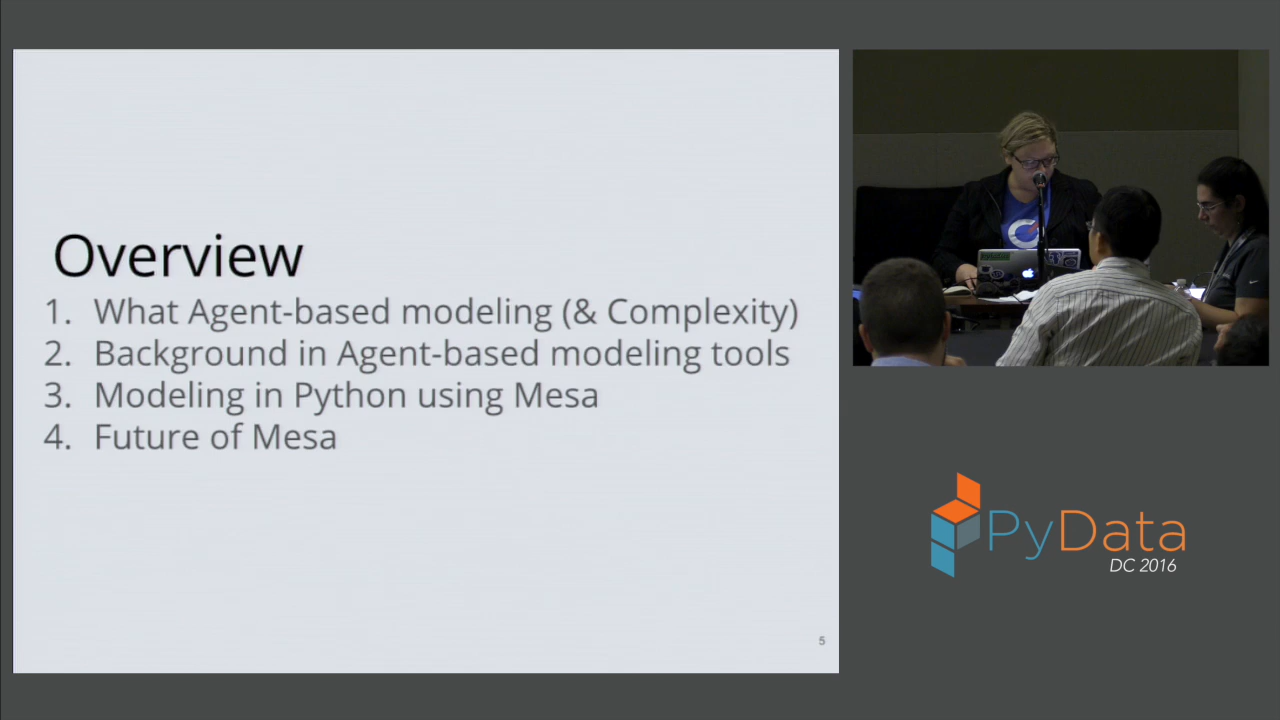 Overview
1. What Agent-based modeling (& Complexity)
2. Background in Agent-based modeling tools
3. Modeling in Python using Mesa
4. Future of Mesa
5
PyData
DC 2016